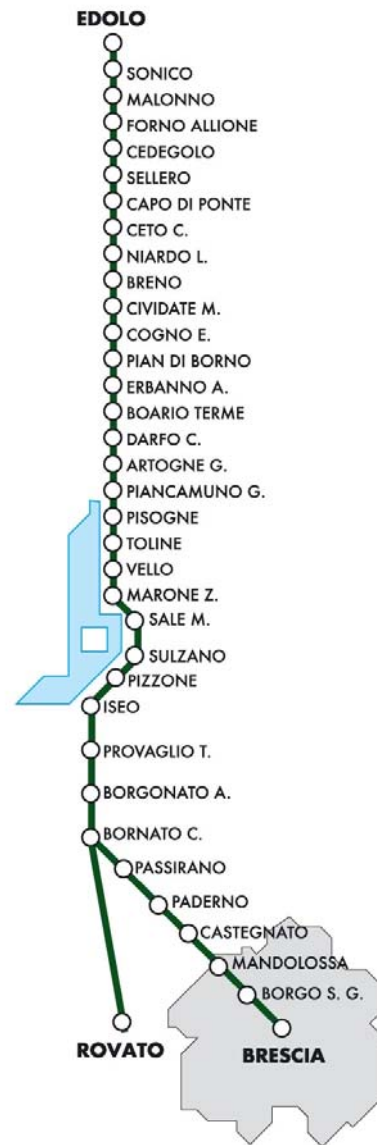 EDOLO
SONICO
MALONNO
FORNO ALLIONE
CEDEGOLO
SELLERO
CAPO DI PONTE
CETO C.
NIARDO L.
BRENO
CIVIDATE M.
COGNO E.
PIAN DI BORNO
ERBANNO A.
BOARIO TERME
DARFO C.
ARTOGNE G.
PIANCAMUNO G.
PISOGNE
TOLINE
VELLO
MARONE Z.
SALE M.
SULZANO
PIZZONE
ISEO
PROVAGLIO T.
BORGONATO A.
BORNATO C.
PASSIRANO
PADERNO
CASTEGNATO
MANDOLOSSA
BORGO S. G.
ROVATO
BRESCIA